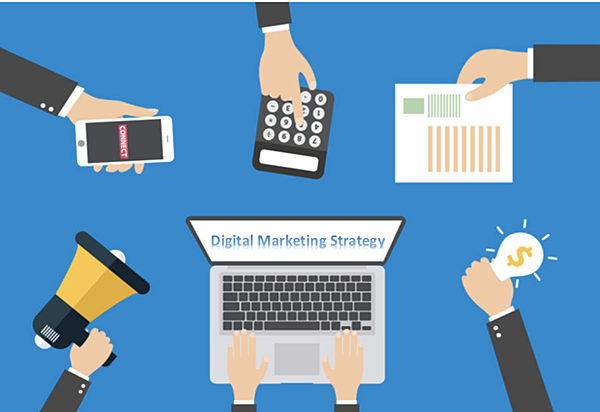 CONNECT
Digital Marketing Strategy
$